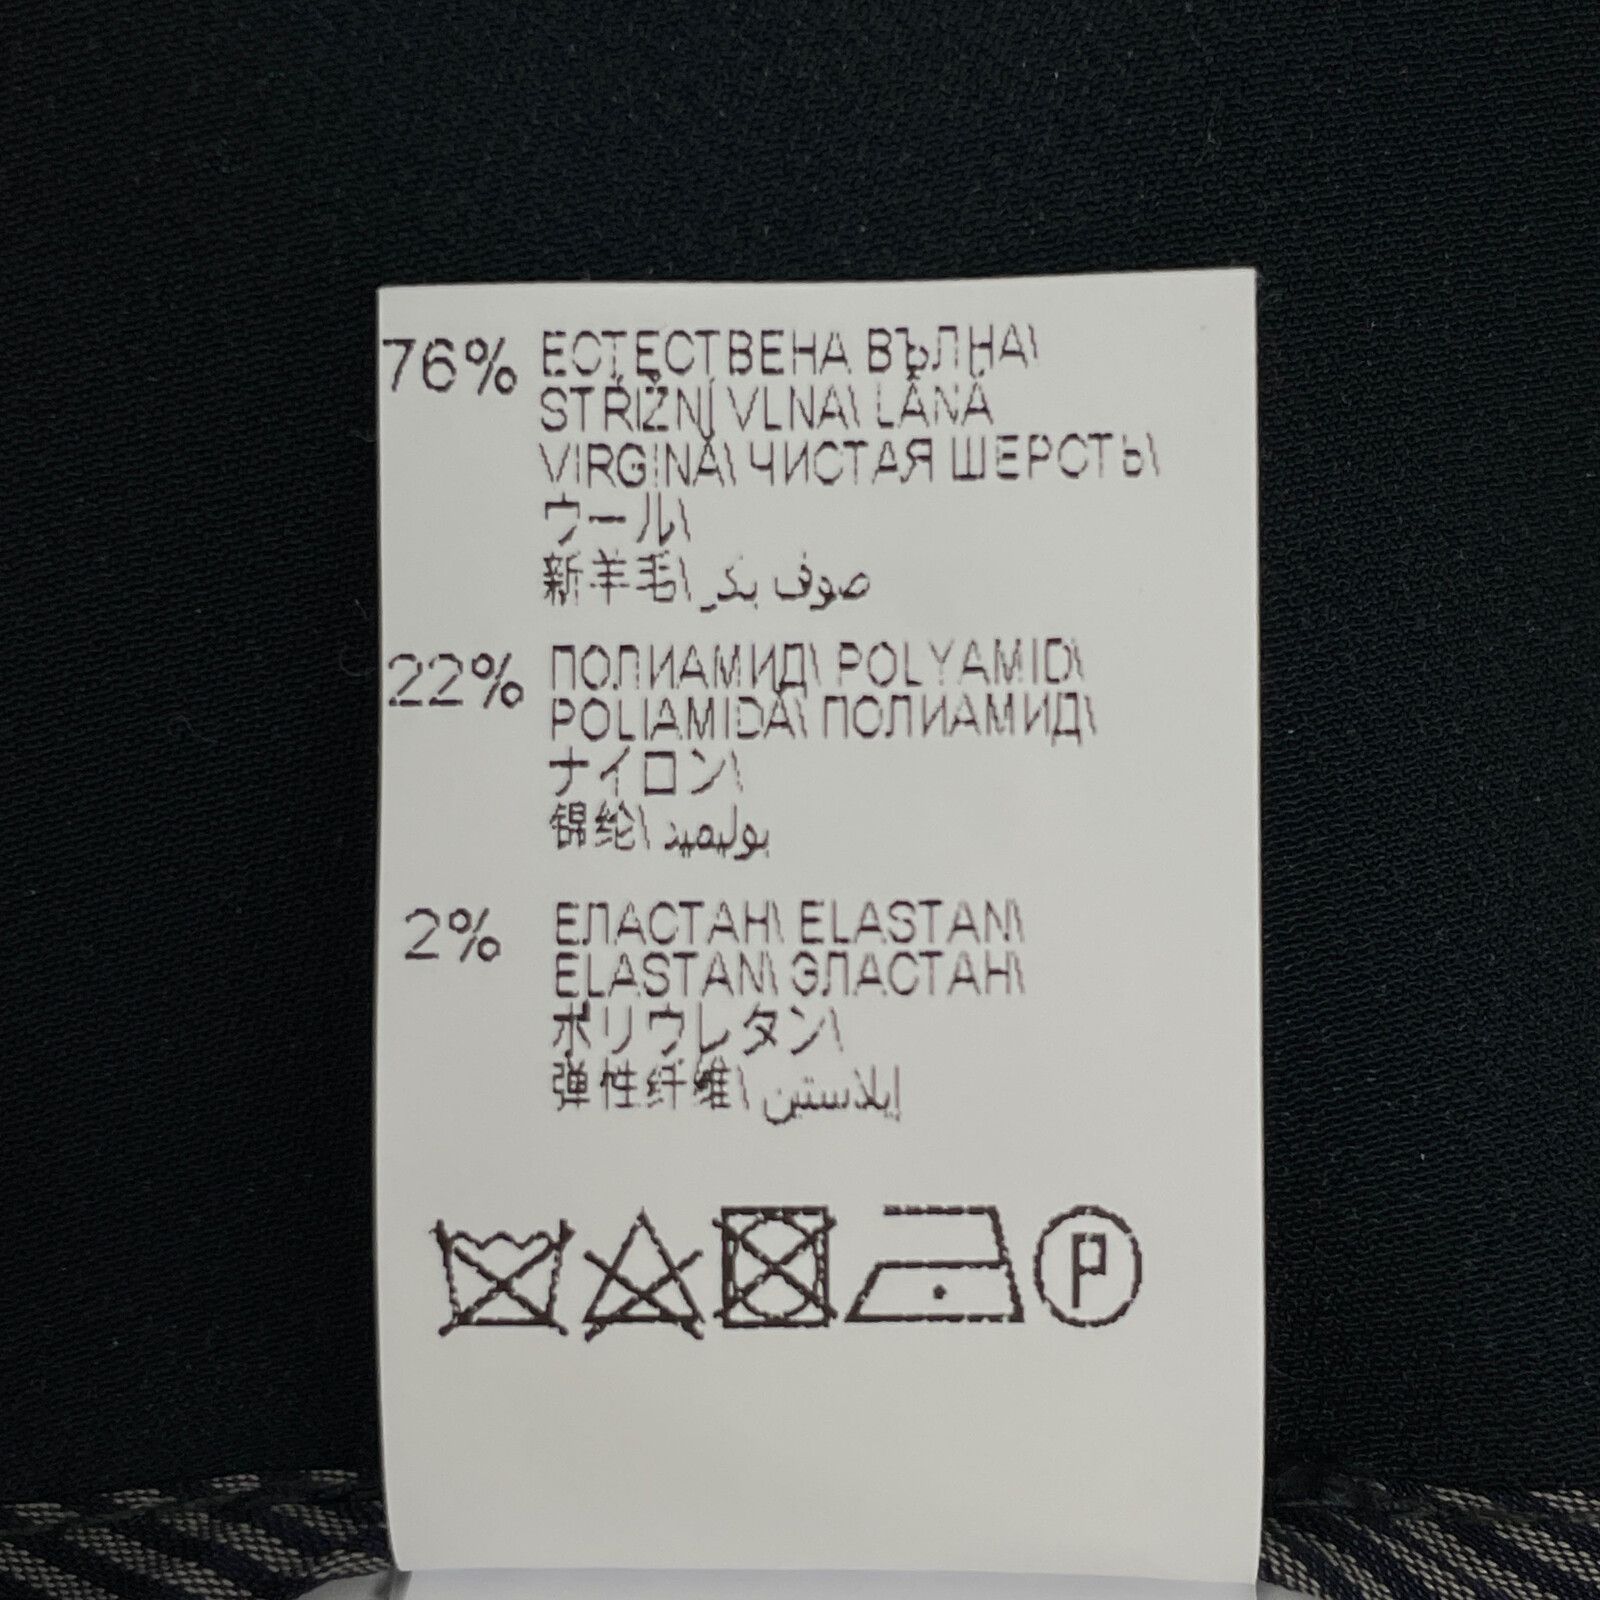 76% ЕСТЕСТВЕНА ВЪЛНА\
STŘIŽNÍ VLNA\ LÂNĂ
VIRGINĂ\ ЧИСТАЯ ШЕРСТЬ\
ウール\
新羊毛\ صوف بكر
22% ПОЛИАМИД\ POLYAMID\
POLIAMIDĂ\ ПОЛИАМИД\
ナイロン\
锦纶\ بوليميد
2% ЕЛАСТАН\ ELASTAN\
ELASTAN\ ЭЛАСТАН\
ポリウレタン\
弹性纤维\ إيلاستين
P